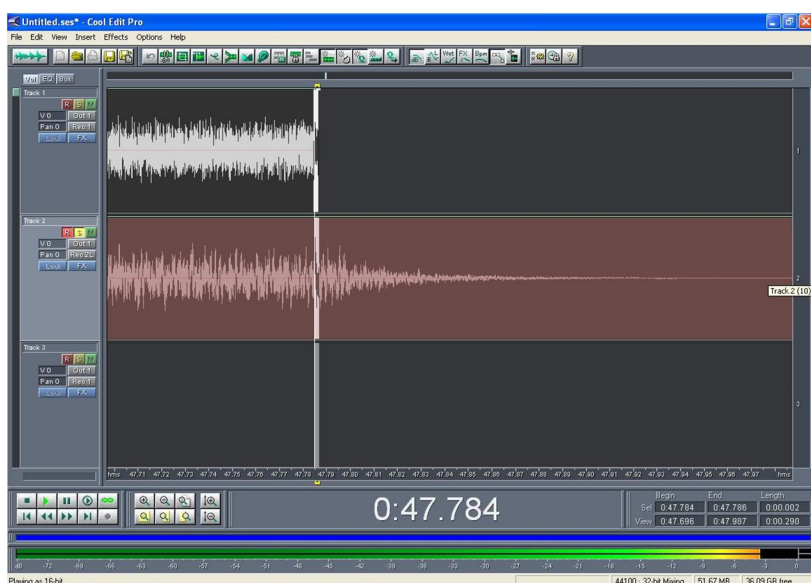 Untitled.ses* - Cool Edit Pro
File Edit View Insert Effects Options Help
Wet FX Bpm
Vol EQ Bus
Track 1
R S M
V 0 Out 1
Pan 0 Rec 1
Lock FX
1
Track 2
R S M
V 0 Out 1
Pan 0 Rec 2L
Lock FX
2
Track 2 (10)
Track 3
R S M
V 0 Out 1
Pan 0 Rec 1
Lock FX
3
hms 47.71 47.72 47.73 47.74 47.75 47.76 47.77 47.78 47.79 47.80 47.81 47.82 47.83 47.84 47.85 47.86 47.87 47.88 47.89 47.90 47.91 47.92 47.93 47.94 47.95 47.96 47.97 hms
0:47.784
Begin End Length
Sel 0:47.784 0:47.786 0:00.002
View 0:47.696 0:47.987 0:00.290
dB -72 -69 -66 -63 -60 -57 -54 -51 -48 -45 -42 -39 -36 -33 -30 -27 -24 -21 -18 -15 -12 -9 -6 -3 0
Playing as 16-bit
44100 · 32-bit Mixing 51.67 MB 36.09 GB free